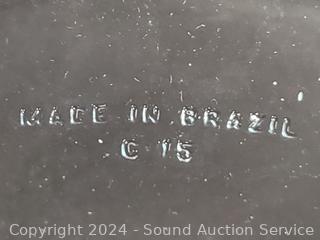 MADE IN BRAZIL
C 15
Copyright 2024 - Sound Auction Service